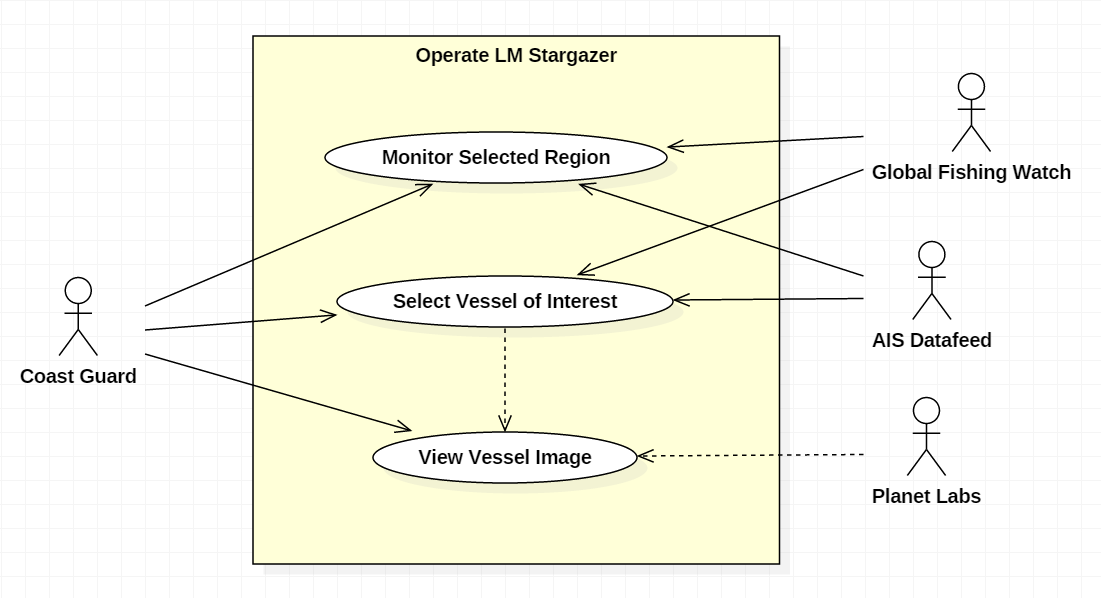 Operate LM Stargazer
Monitor Selected Region
Global Fishing Watch
Select Vessel of Interest
AIS Datafeed
Coast Guard
View Vessel Image
Planet Labs